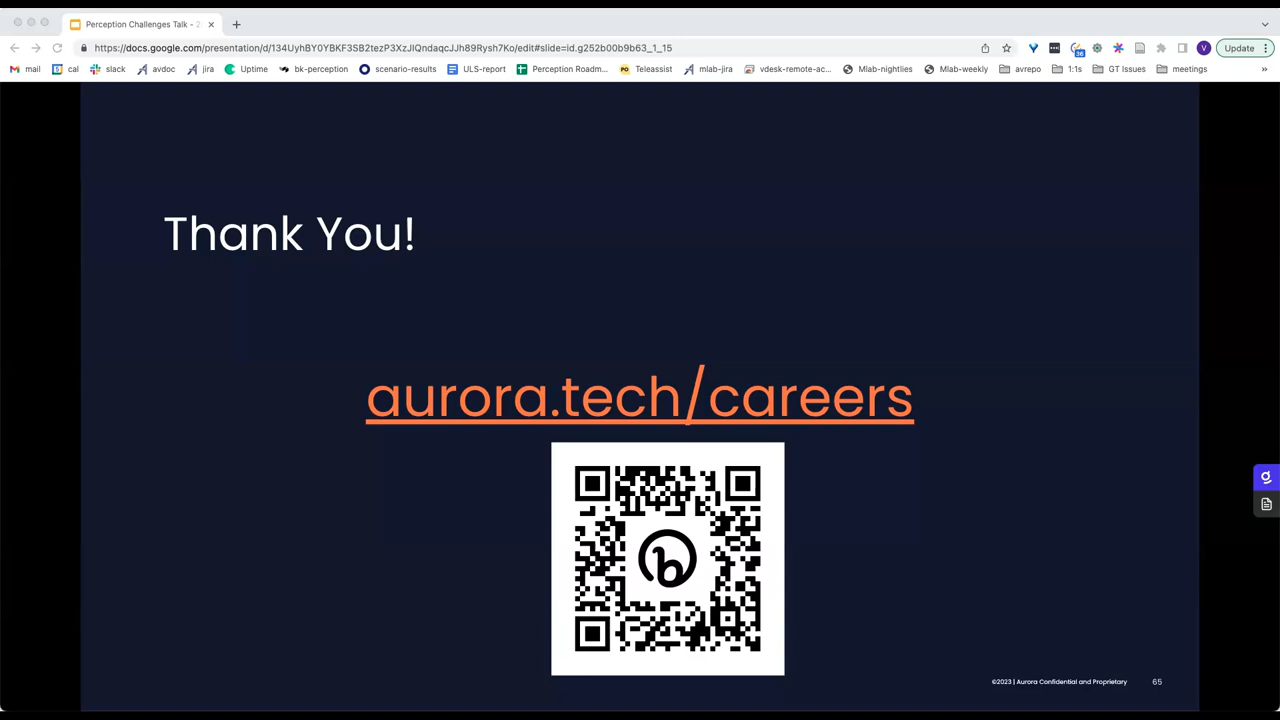 Perception Challenges Talk - 2
https://docs.google.com/presentation/d/134UyhBY0YBKF3SB2tezP3XzJIQndaqcJJh89Rysh7Ko/edit#slide=id.g252b00b9b63_1_15
36
V
Update
mail cal slack avdoc jira Uptime bk-perception scenario-results ULS-report Perception Roadm... PO Teleassist mlab-jira vdesk-remote-ac... Mlab-nightlies Mlab-weekly avrepo 1:1s GT Issues meetings »
Thank You!
aurora.tech/careers
b
g
©2023 | Aurora Confidential and Proprietary 65